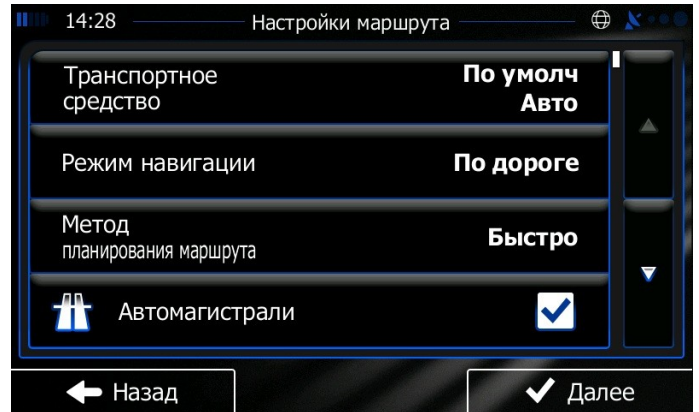 14:28 Настройки маршрута
Транспортное
средство
По умолч
Авто
Режим навигации По дороге
Метод
планирования маршрута
Быстро
Автомагистрали
Назад Далее